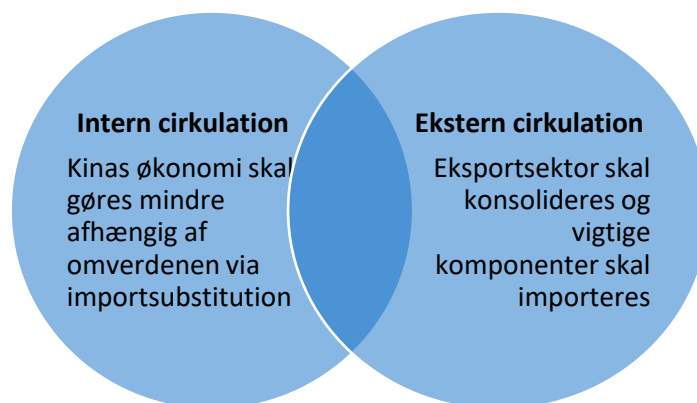 Intern cirkulation
Kinas økonomi skal
gøres mindre
afhængig af
omverdenen via
importsubstitution
Ekstern cirkulation
Eksportsektor skal
konsolideres og
vigtige
komponenter skal
importeres